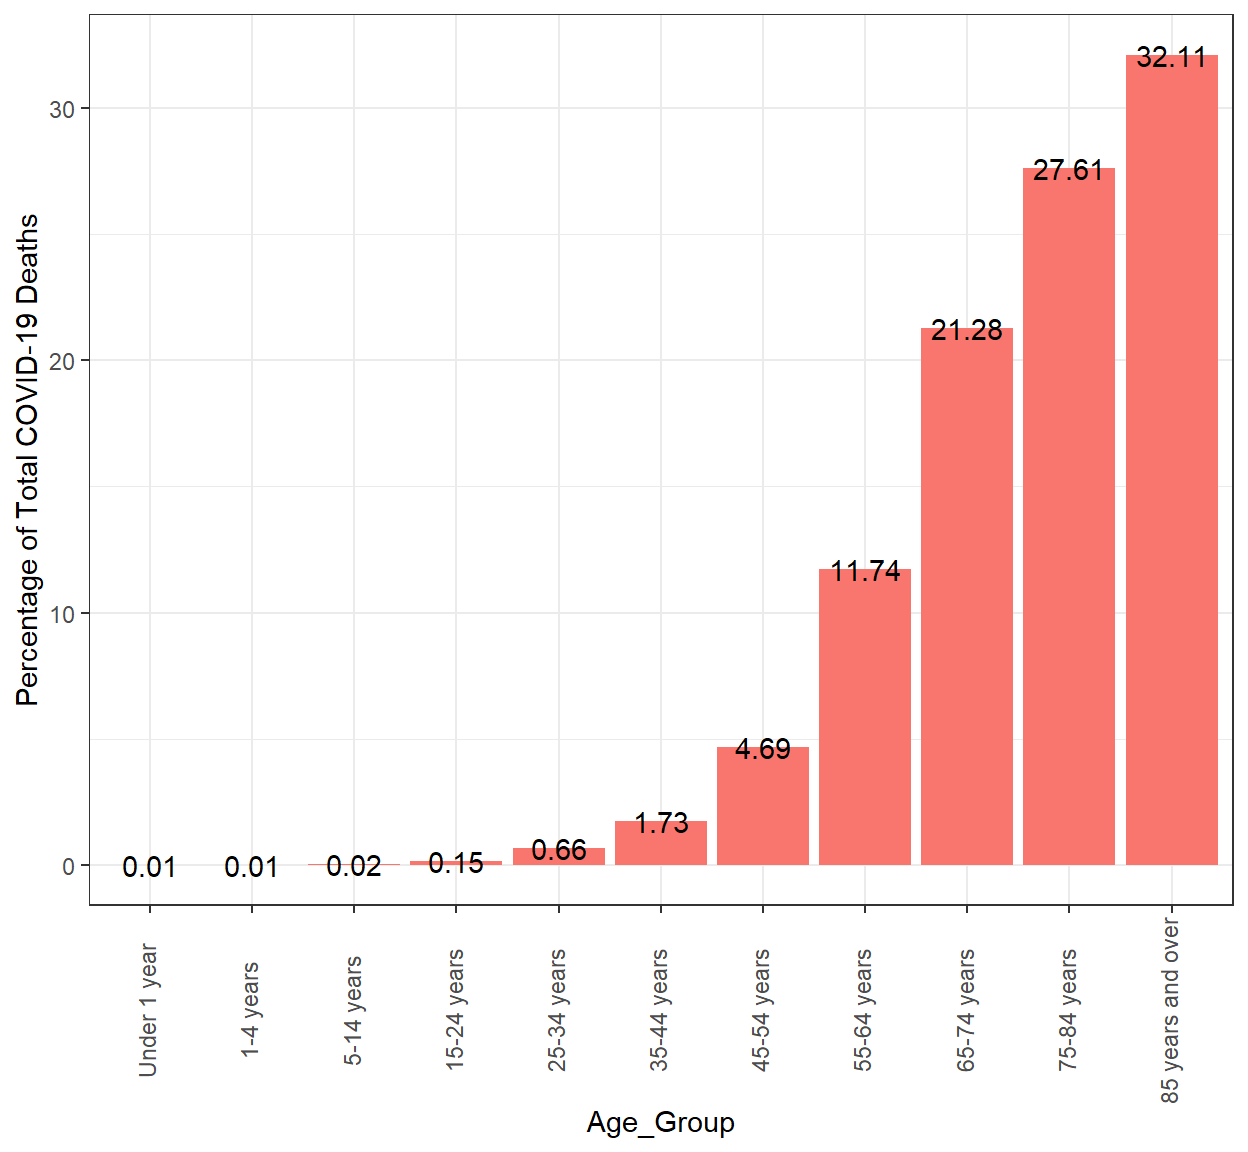 Percentage of Total COVID-19 Deaths
30
20
10
0
0.01
0.01
0.02
0.15
0.66
1.73
4.69
11.74
21.28
27.61
32.11
Under 1 year
1-4 years
5-14 years
15-24 years
25-34 years
35-44 years
45-54 years
55-64 years
65-74 years
75-84 years
85 years and over
Age_Group